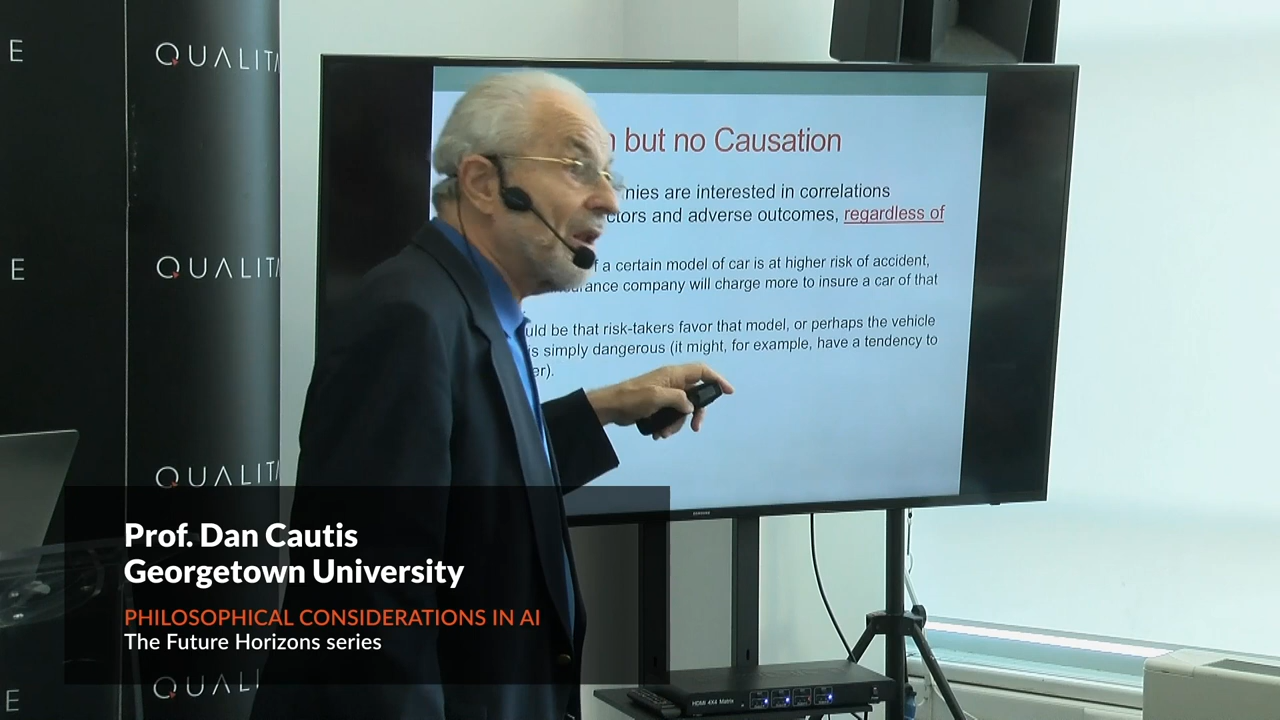 E
QUALIT
but no Causation
nies are interested in correlations
ctors and adverse outcomes, regardless of
E
QUALIT
f a certain model of car is at higher risk of accident,
insurance company will charge more to insure a car of that
uld be that risk-takers favor that model, or perhaps the vehicle
is simply dangerous (it might, for example, have a tendency to
er).
QUALIT
SAMSUNG
Prof. Dan Cautis
Georgetown University
PHILOSOPHICAL CONSIDERATIONS IN AI
The Future Horizons series
E
QUALI
HDMI 4X4 Matrix